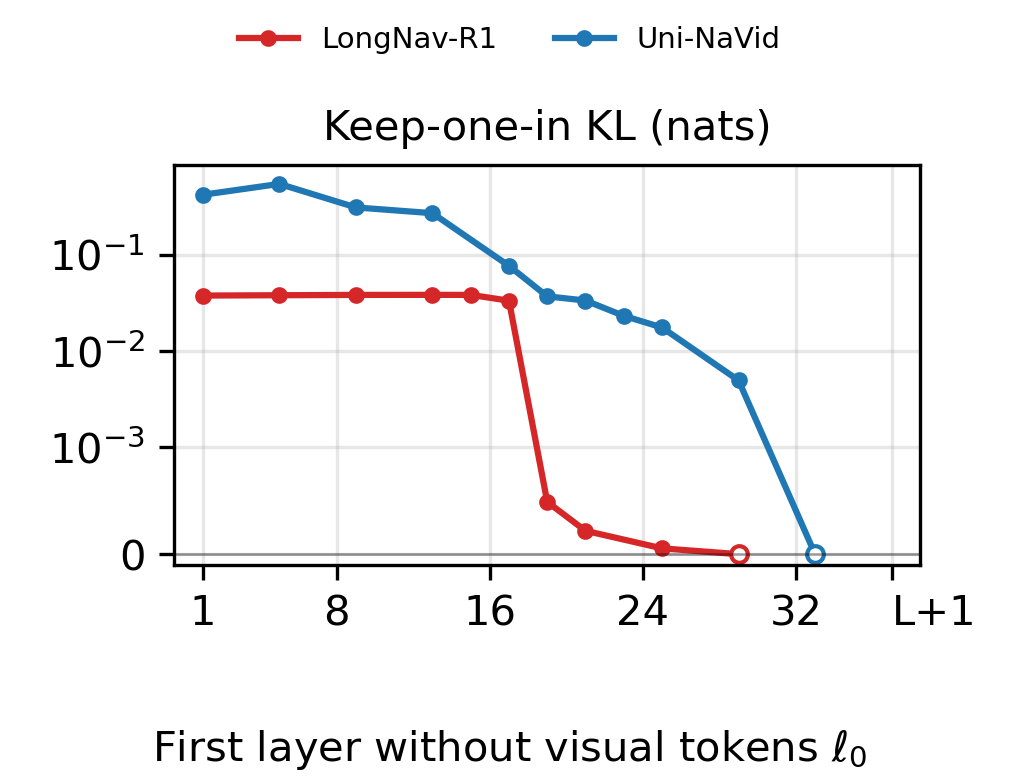 LongNav-R1 Uni-NaVid
Keep-one-in KL (nats)
10⁻¹
10⁻²
10⁻³
0
1 8 16 24 32 L+1
First layer without visual tokens ℓ₀